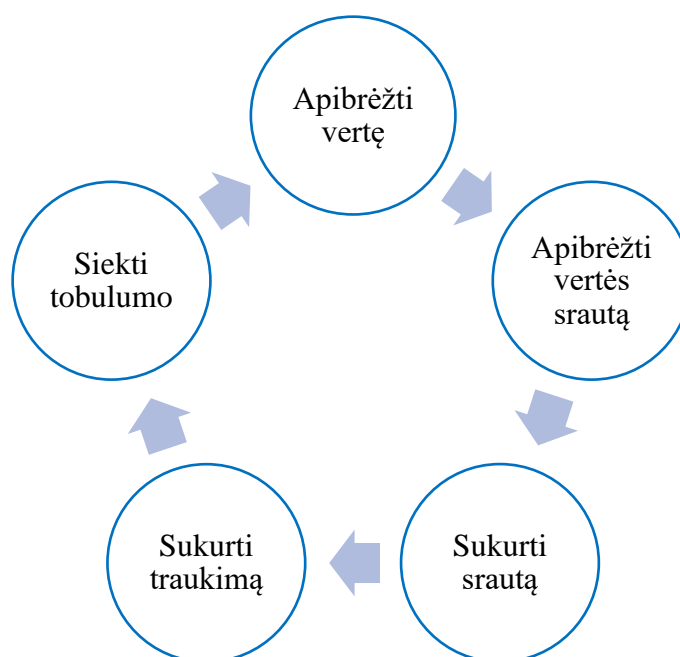 Apibrėžti
vertę
Apibrėžti
vertės
srautą
Sukurti
srautą
Sukurti
traukimą
Siekti
tobulumo